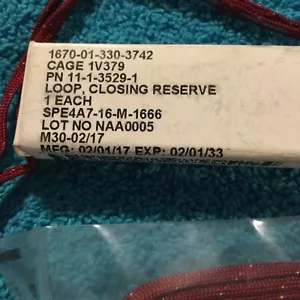 1670-01-330-3742
CAGE 1V379
PN 11-1-3529-1
LOOP, CLOSING RESERVE
1 EACH
SPE4A7-16-M-1666
LOT NO NAA0005
M30-02/17
MFG: 02/01/17 EXP: 02/01/33